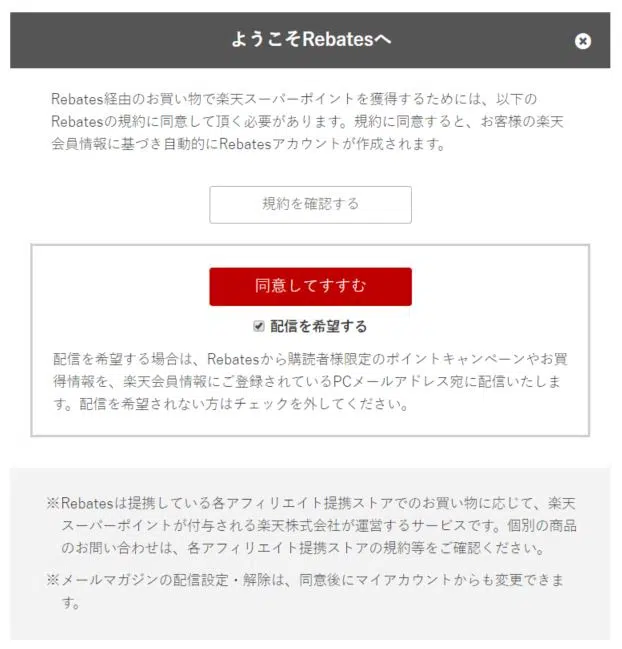 ようこそRebatesへ
Rebates経由のお買い物で楽天スーパーポイントを獲得するためには、以下の
Rebatesの規約に同意して頂く必要があります。規約に同意すると、お客様の楽天
会員情報に基づき自動的にRebatesアカウントが作成されます。
規約を確認する
同意してすすむ
配信を希望する
配信を希望する場合は、Rebatesから購読者様限定のポイントキャンペーンやお買
得情報を、楽天会員情報にご登録されているPCメールアドレス宛に配信いたしま
す。配信を希望されない方はチェックを外してください。
※Rebatesは提携している各アフィリエイト提携ストアでのお買い物に応じて、楽天
スーパーポイントが付与される楽天株式会社が運営するサービスです。個別の商品
のお問い合わせは、各アフィリエイト提携ストアの規約等をご確認ください。
※メールマガジンの配信設定・解除は、同意後にマイアカウントからも変更できま
す。